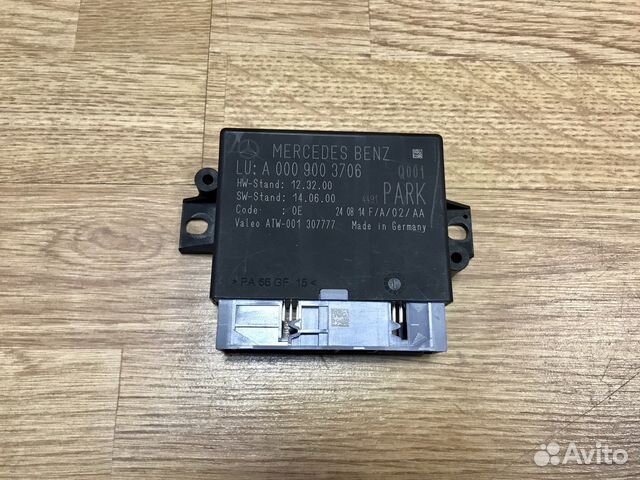 MERCEDES BENZ
LU: A 000 900 3706 Q001
HW-Stand: 12.32.00
SW-Stand: 14.06.00 4491 PARK
Code : 0E 24 08 14 F/A/02/AA
Valeo ATW-001 307777 Made in Germany
> PA 66 GF 15 <
Avito